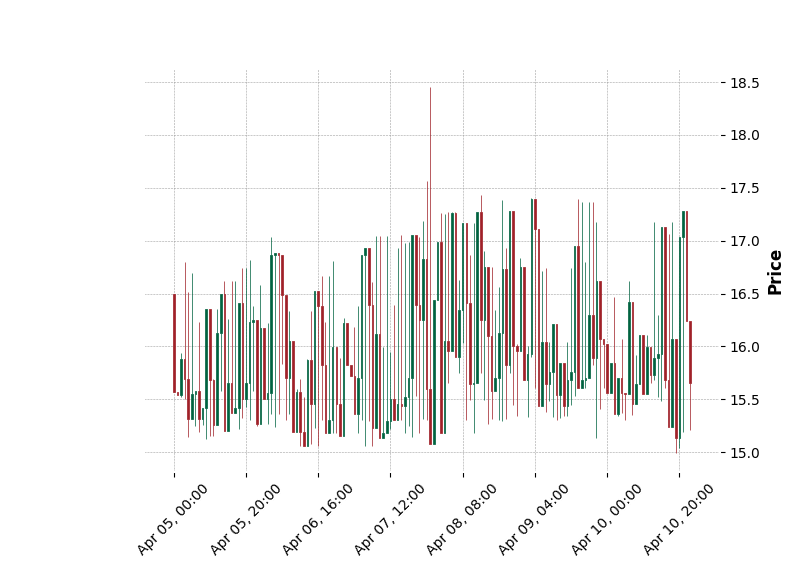 18.5
18.0
17.5
17.0
16.5
16.0
15.5
15.0
Price
Apr 05, 00:00
Apr 05, 20:00
Apr 06, 16:00
Apr 07, 12:00
Apr 08, 08:00
Apr 09, 04:00
Apr 10, 00:00
Apr 10, 20:00